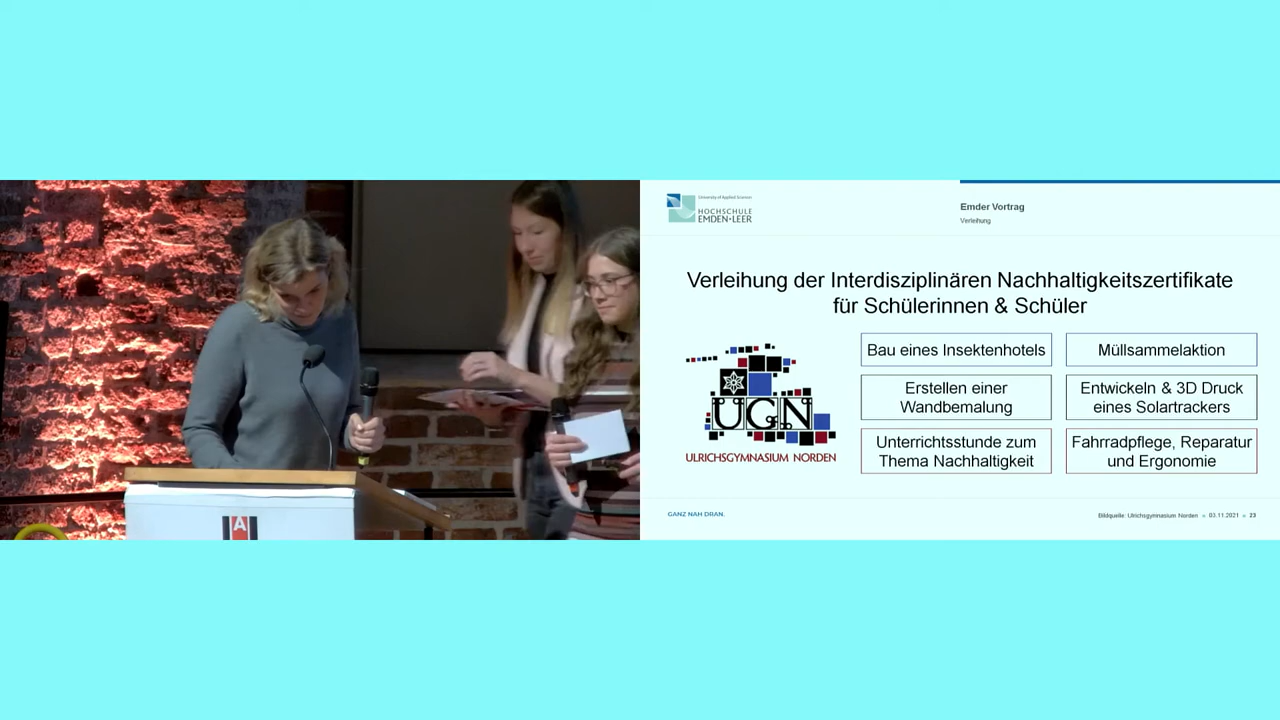 University of Applied Sciences
HOCHSCHULE
EMDEN•LEER
Emder Vortrag
Verleihung
Verleihung der Interdisziplinären Nachhaltigkeitszertifikate
für Schülerinnen & Schüler
UGN
ULRICHSGYMNASIUM NORDEN
Bau eines Insektenhotels
Müllsammelaktion
Erstellen einer
Wandbemalung
Entwickeln & 3D Druck
eines Solartrackers
Unterrichtsstunde zum
Thema Nachhaltigkeit
Fahrradpflege, Reparatur
und Ergonomie
GANZ NAH DRAN.
Bildquelle: Ulrichsgymnasium Norden 03.11.2021 23
A